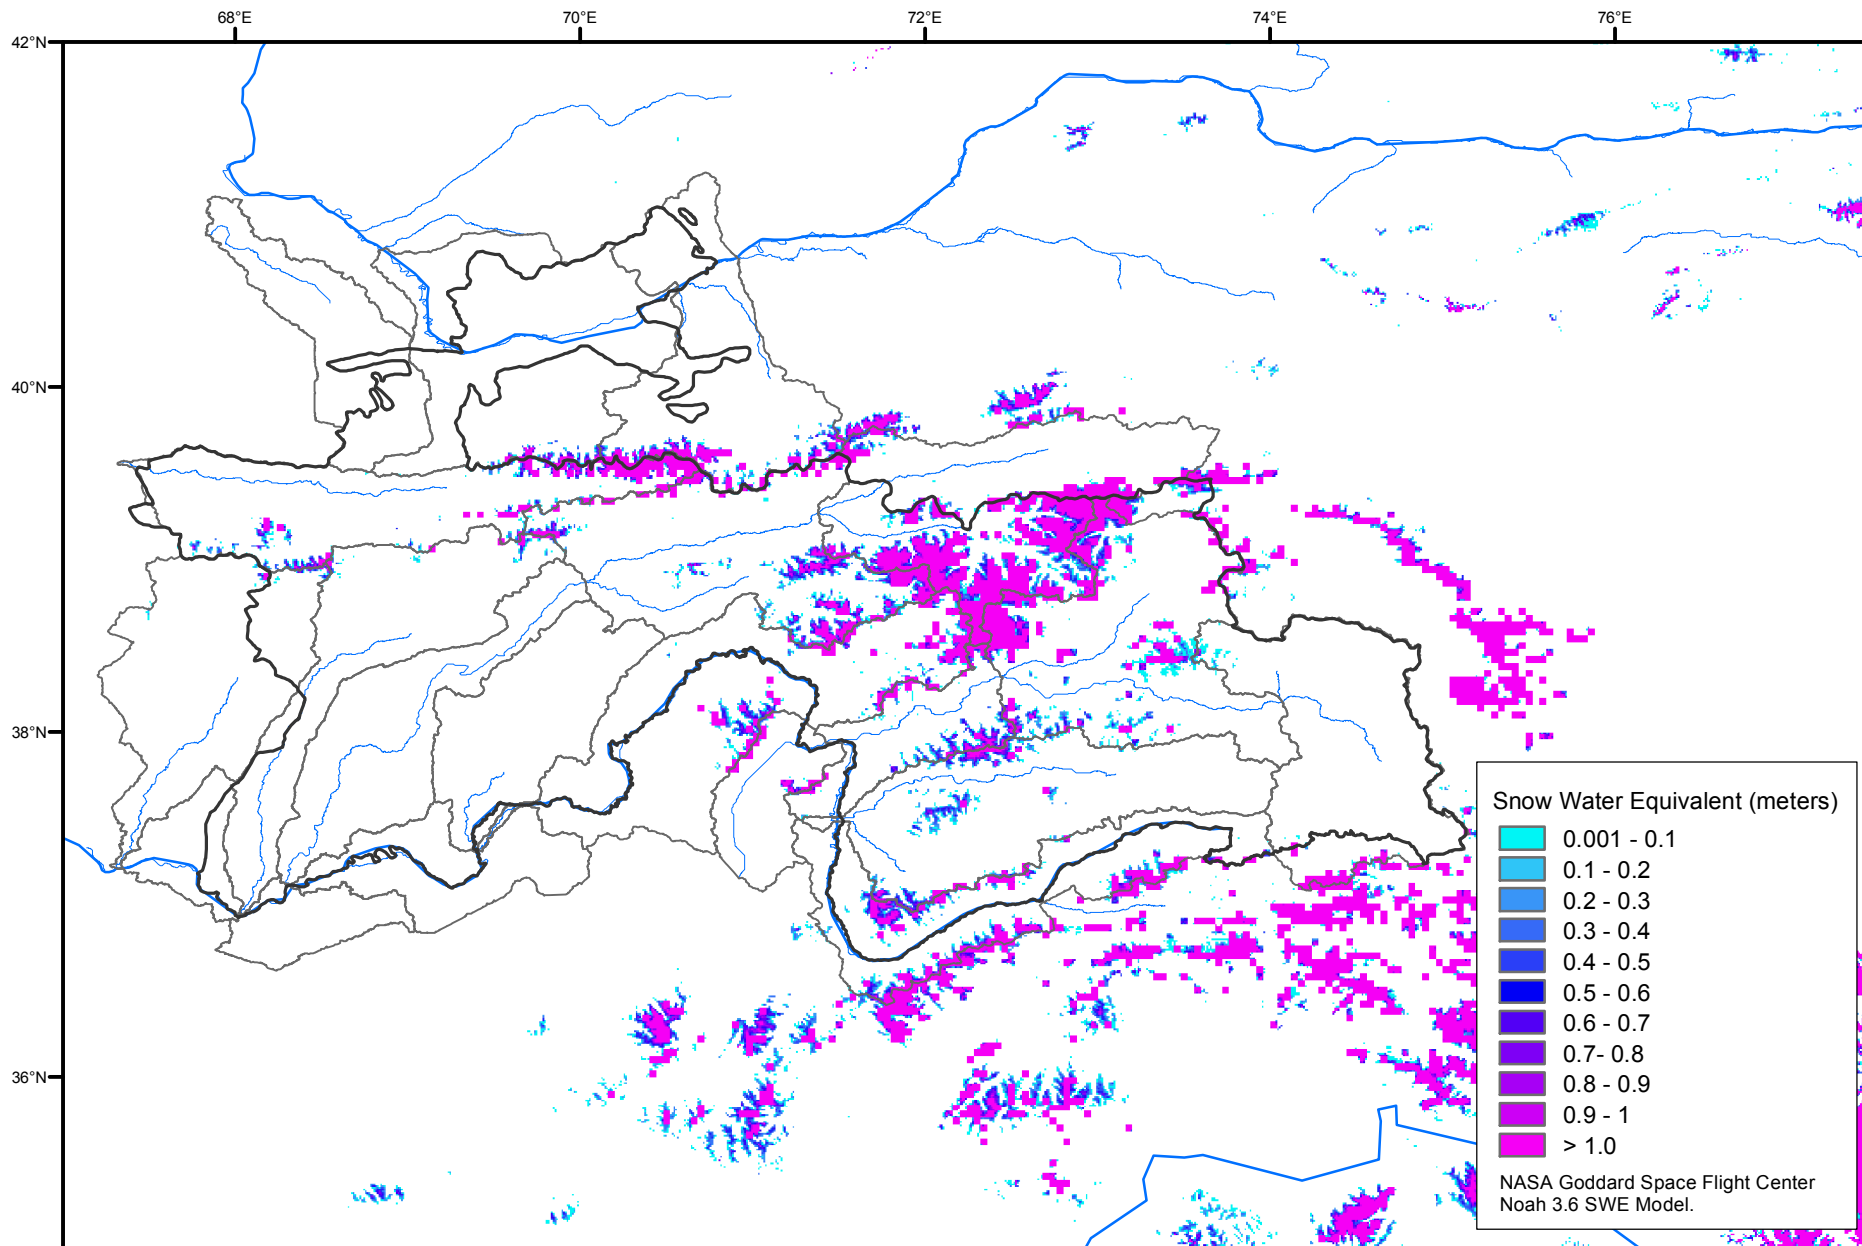 68°E
70°E
72°E
74°E
76°E
42°N
40°N
38°N
36°N
Snow Water Equivalent (meters)
0.001 - 0.1
0.1 - 0.2
0.2 - 0.3
0.3 - 0.4
0.4 - 0.5
0.5 - 0.6
0.6 - 0.7
0.7- 0.8
0.8 - 0.9
0.9 - 1
> 1.0
NASA Goddard Space Flight Center
Noah 3.6 SWE Model.